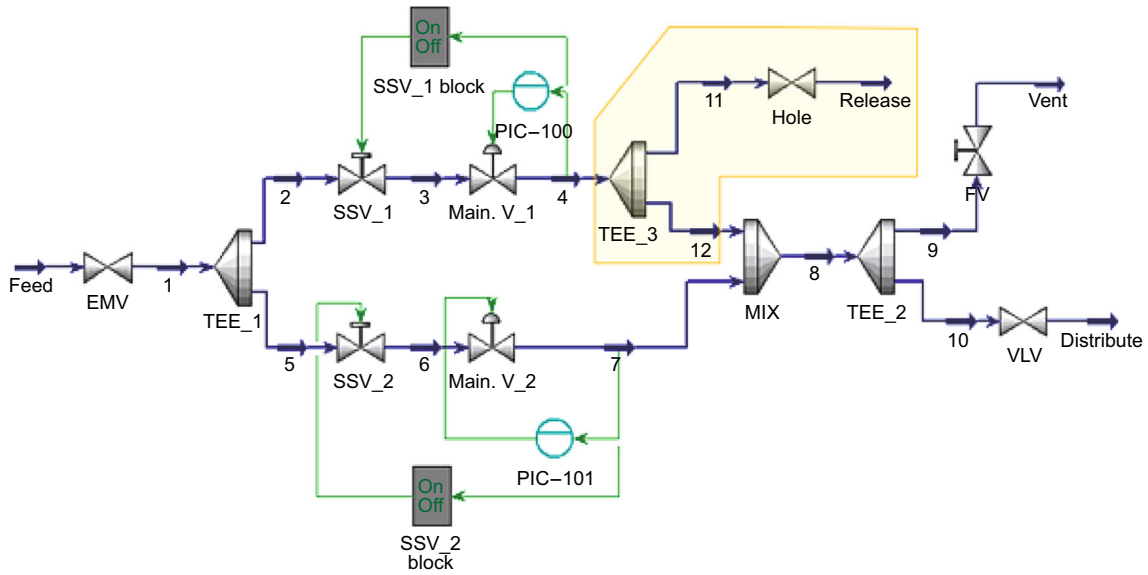 On
Off
SSV_1 block
PIC–100
11
Hole
Release
Vent
2
SSV_1
3
Main. V_1
4
TEE_3
12
FV
9
Feed
EMV
1
TEE_1
MIX
8
TEE_2
10
VLV
Distribute
5
SSV_2
6
Main. V_2
7
PIC–101
On
Off
SSV_2
block